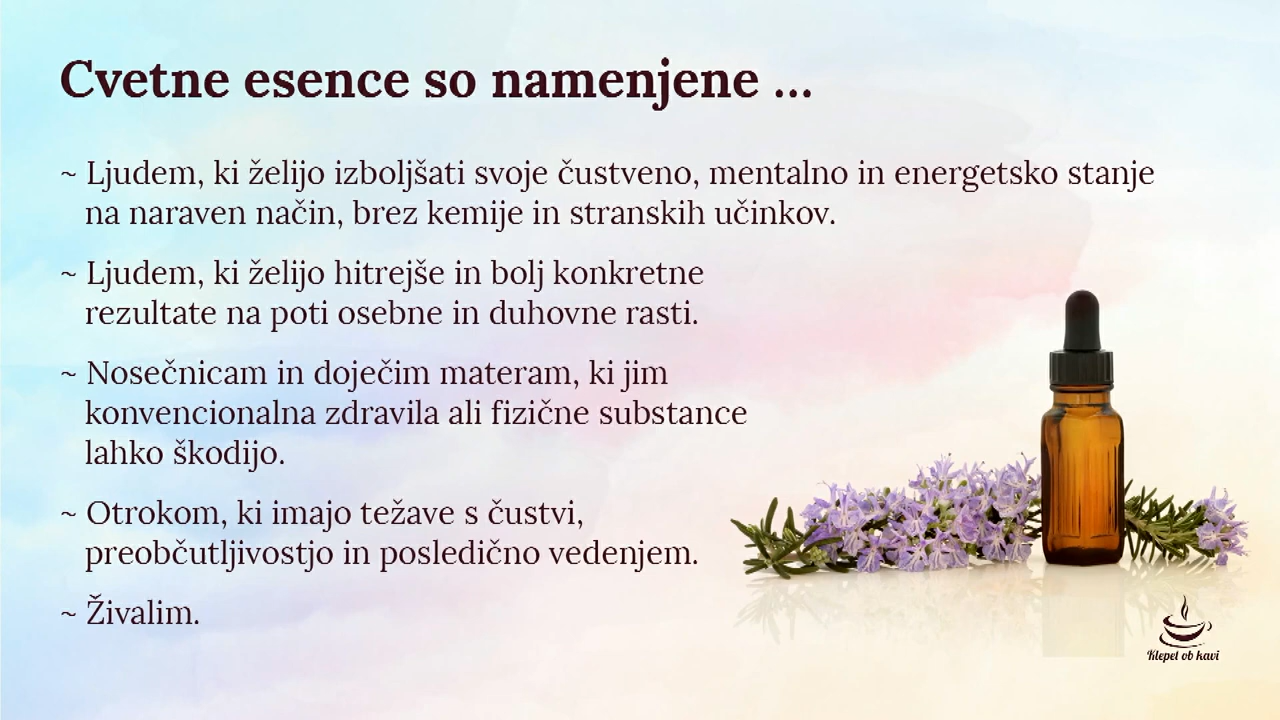 Cvetne esence so namenjene ...
~ Ljudem, ki želijo izboljšati svoje čustveno, mentalno in energetsko stanje
na naraven način, brez kemije in stranskih učinkov.
~ Ljudem, ki želijo hitrejše in bolj konkretne
rezultate na poti osebne in duhovne rasti.
~ Nosečnicam in doječim materam, ki jim
konvencionalna zdravila ali fizične substance
lahko škodijo.
~ Otrokom, ki imajo težave s čustvi,
preobčutljivostjo in posledično vedenjem.
~ Živalim.
Klepet ob kavi